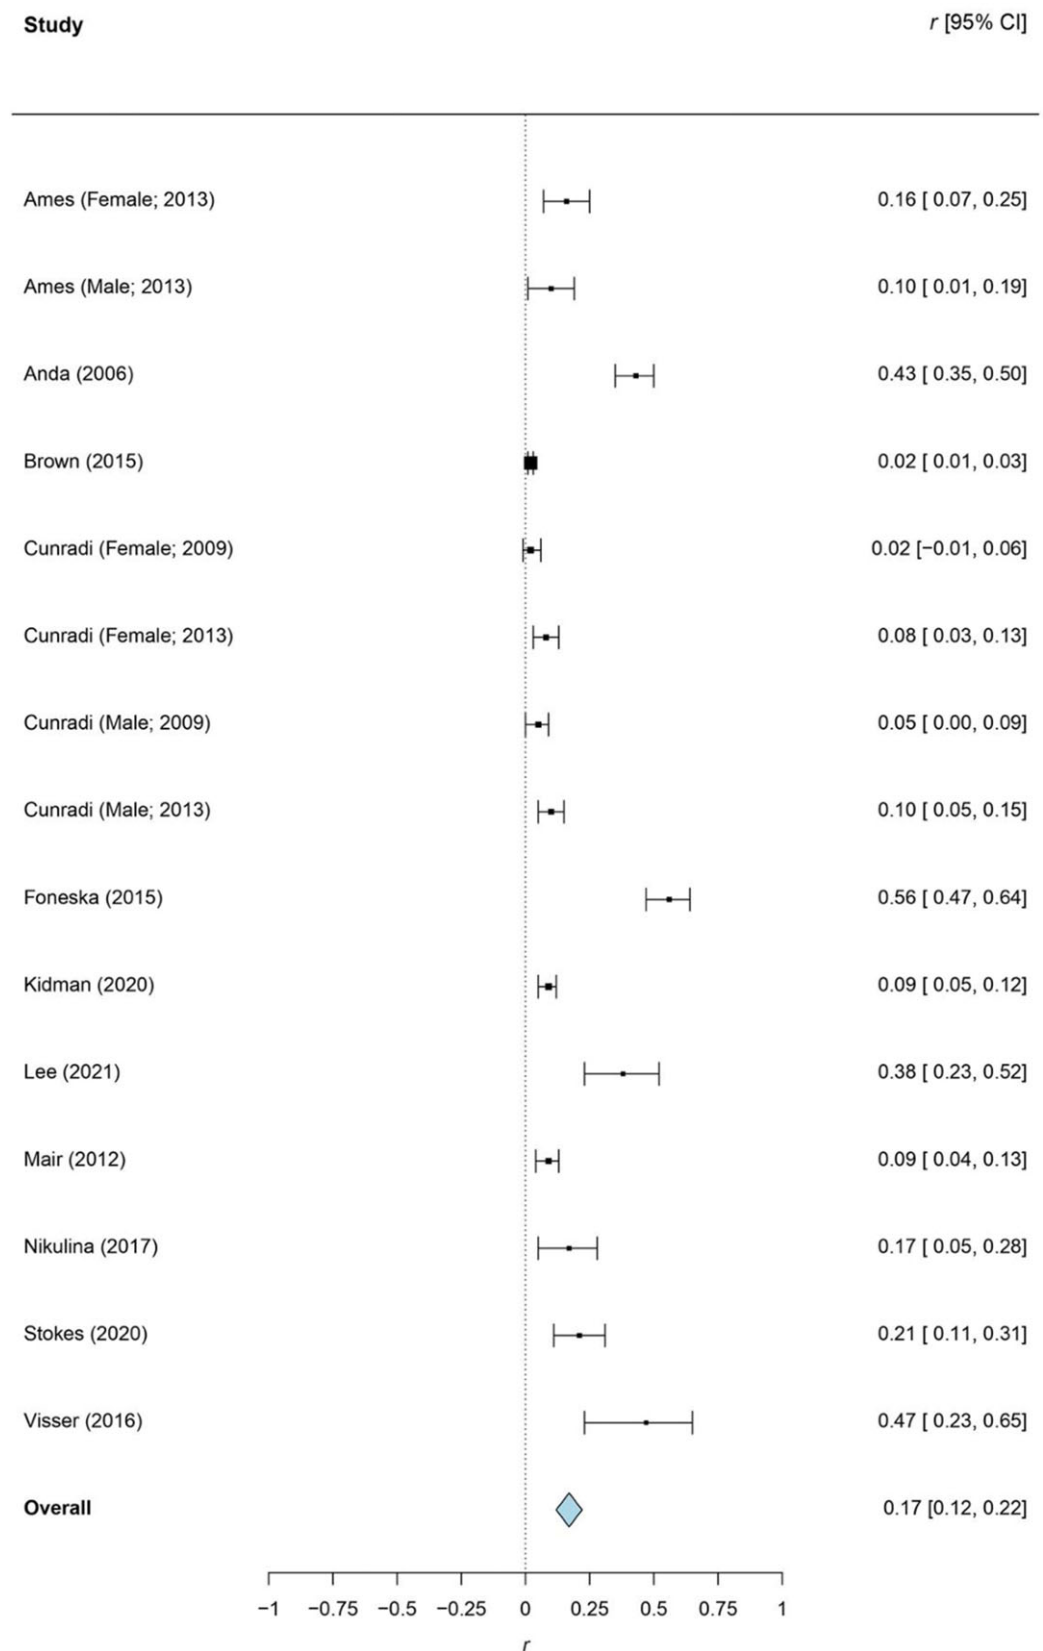 Study r [95% CI]
Ames (Female; 2013) 0.16 [ 0.07, 0.25]
Ames (Male; 2013) 0.10 [ 0.01, 0.19]
Anda (2006) 0.43 [ 0.35, 0.50]
Brown (2015) 0.02 [ 0.01, 0.03]
Cunradi (Female; 2009) 0.02 [−0.01, 0.06]
Cunradi (Female; 2013) 0.08 [ 0.03, 0.13]
Cunradi (Male; 2009) 0.05 [ 0.00, 0.09]
Cunradi (Male; 2013) 0.10 [ 0.05, 0.15]
Foneska (2015) 0.56 [ 0.47, 0.64]
Kidman (2020) 0.09 [ 0.05, 0.12]
Lee (2021) 0.38 [ 0.23, 0.52]
Mair (2012) 0.09 [ 0.04, 0.13]
Nikulina (2017) 0.17 [ 0.05, 0.28]
Stokes (2020) 0.21 [ 0.11, 0.31]
Visser (2016) 0.47 [ 0.23, 0.65]
Overall 0.17 [0.12, 0.22]
−1 −0.75 −0.5 −0.25 0 0.25 0.5 0.75 1
r